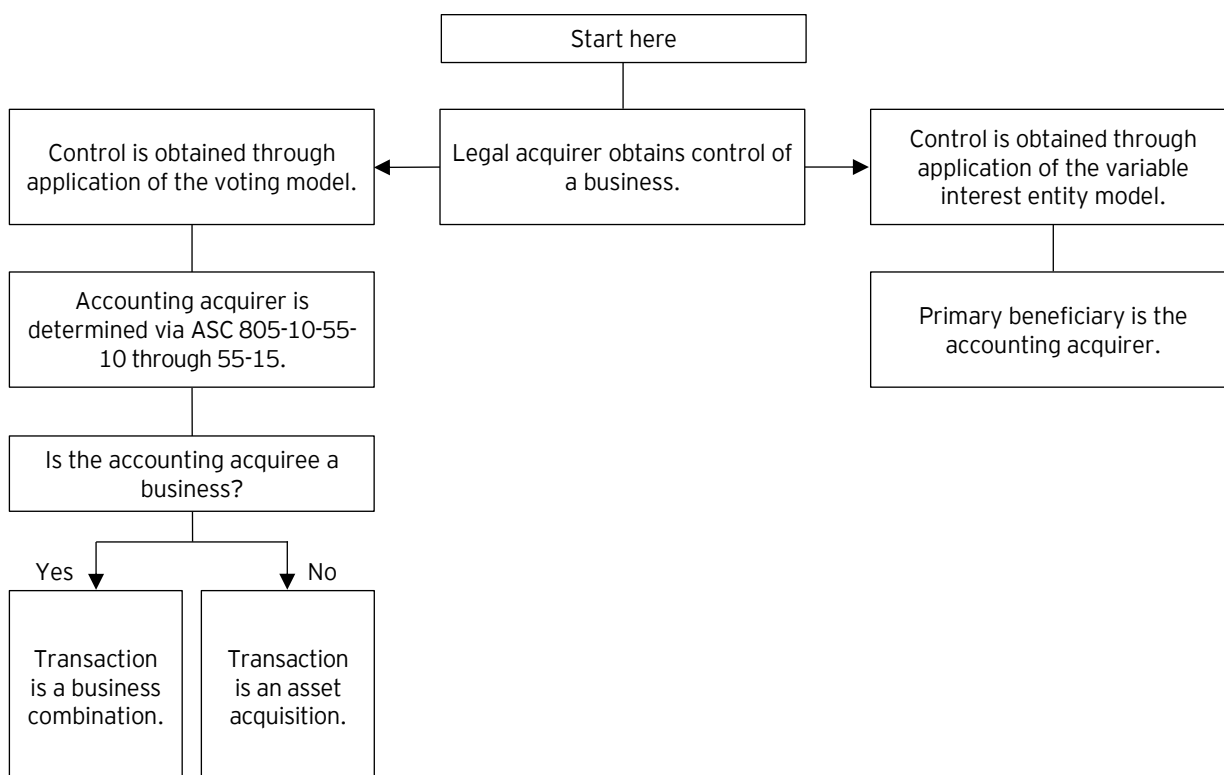 Start here
Control is obtained through
application of the voting model.
Legal acquirer obtains control of
a business.
Control is obtained through
application of the variable
interest entity model.
Accounting acquirer is
determined via ASC 805-10-55-
10 through 55-15.
Primary beneficiary is the
accounting acquirer.
Is the accounting acquiree a
business?
Yes
No
Transaction
is a business
combination.
Transaction
is an asset
acquisition.